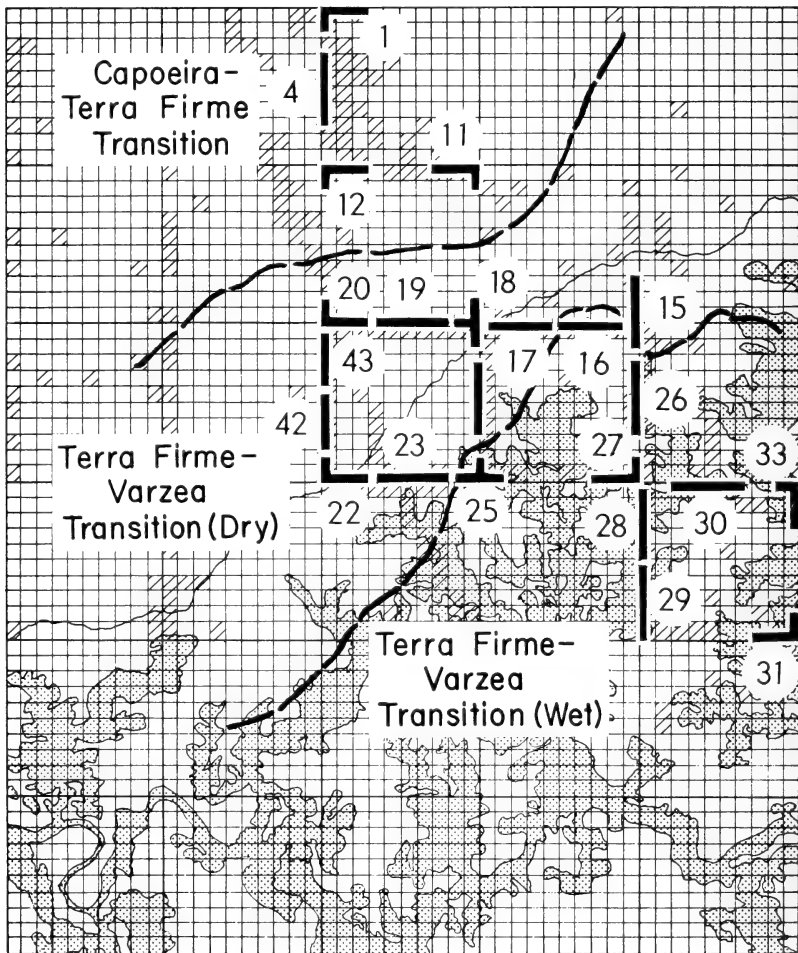 1
Capoeira-
Terra Firme
Transition
4
11
12
20
19
18
15
43
17
16
26
42
23
27
33
Terra Firme-
Varzea
Transition (Dry)
22
25
28
30
29
Terra Firme-
Varzea
Transition (Wet)
31